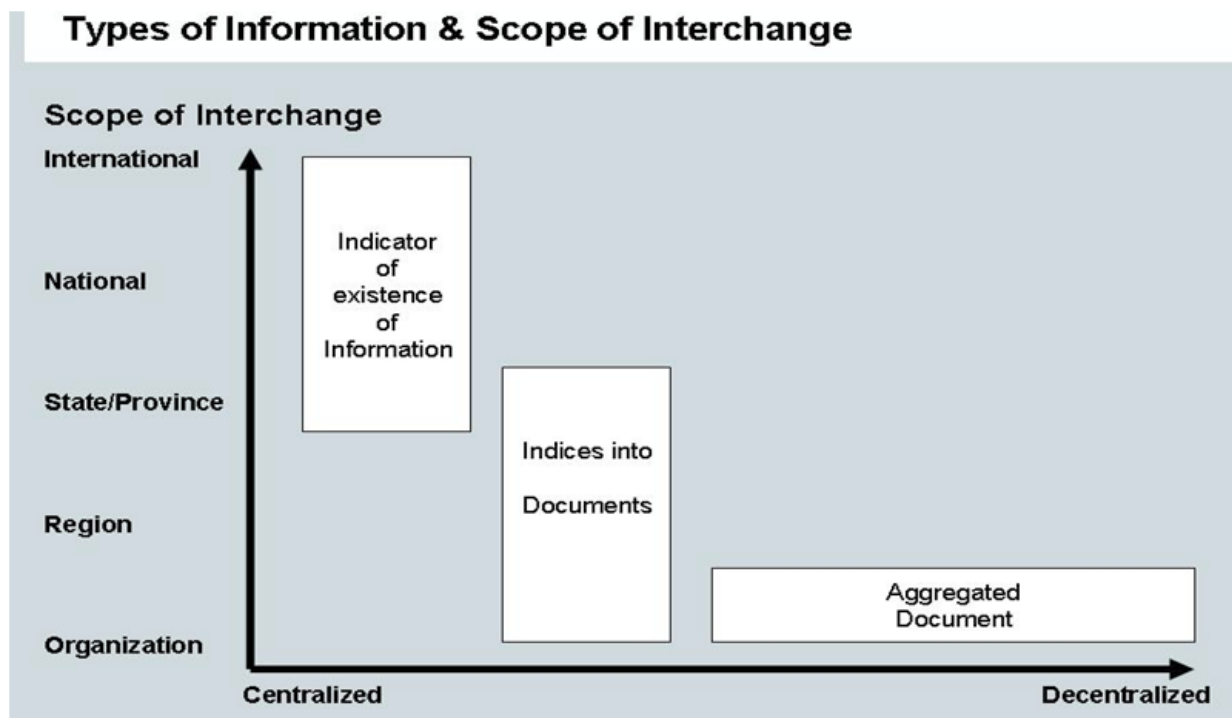 Types of Information & Scope of Interchange
Scope of Interchange
International
National
State/Province
Region
Organization
Indicator
of
existence
of
Information
Indices into
Documents
Aggregated
Document
Centralized
Decentralized